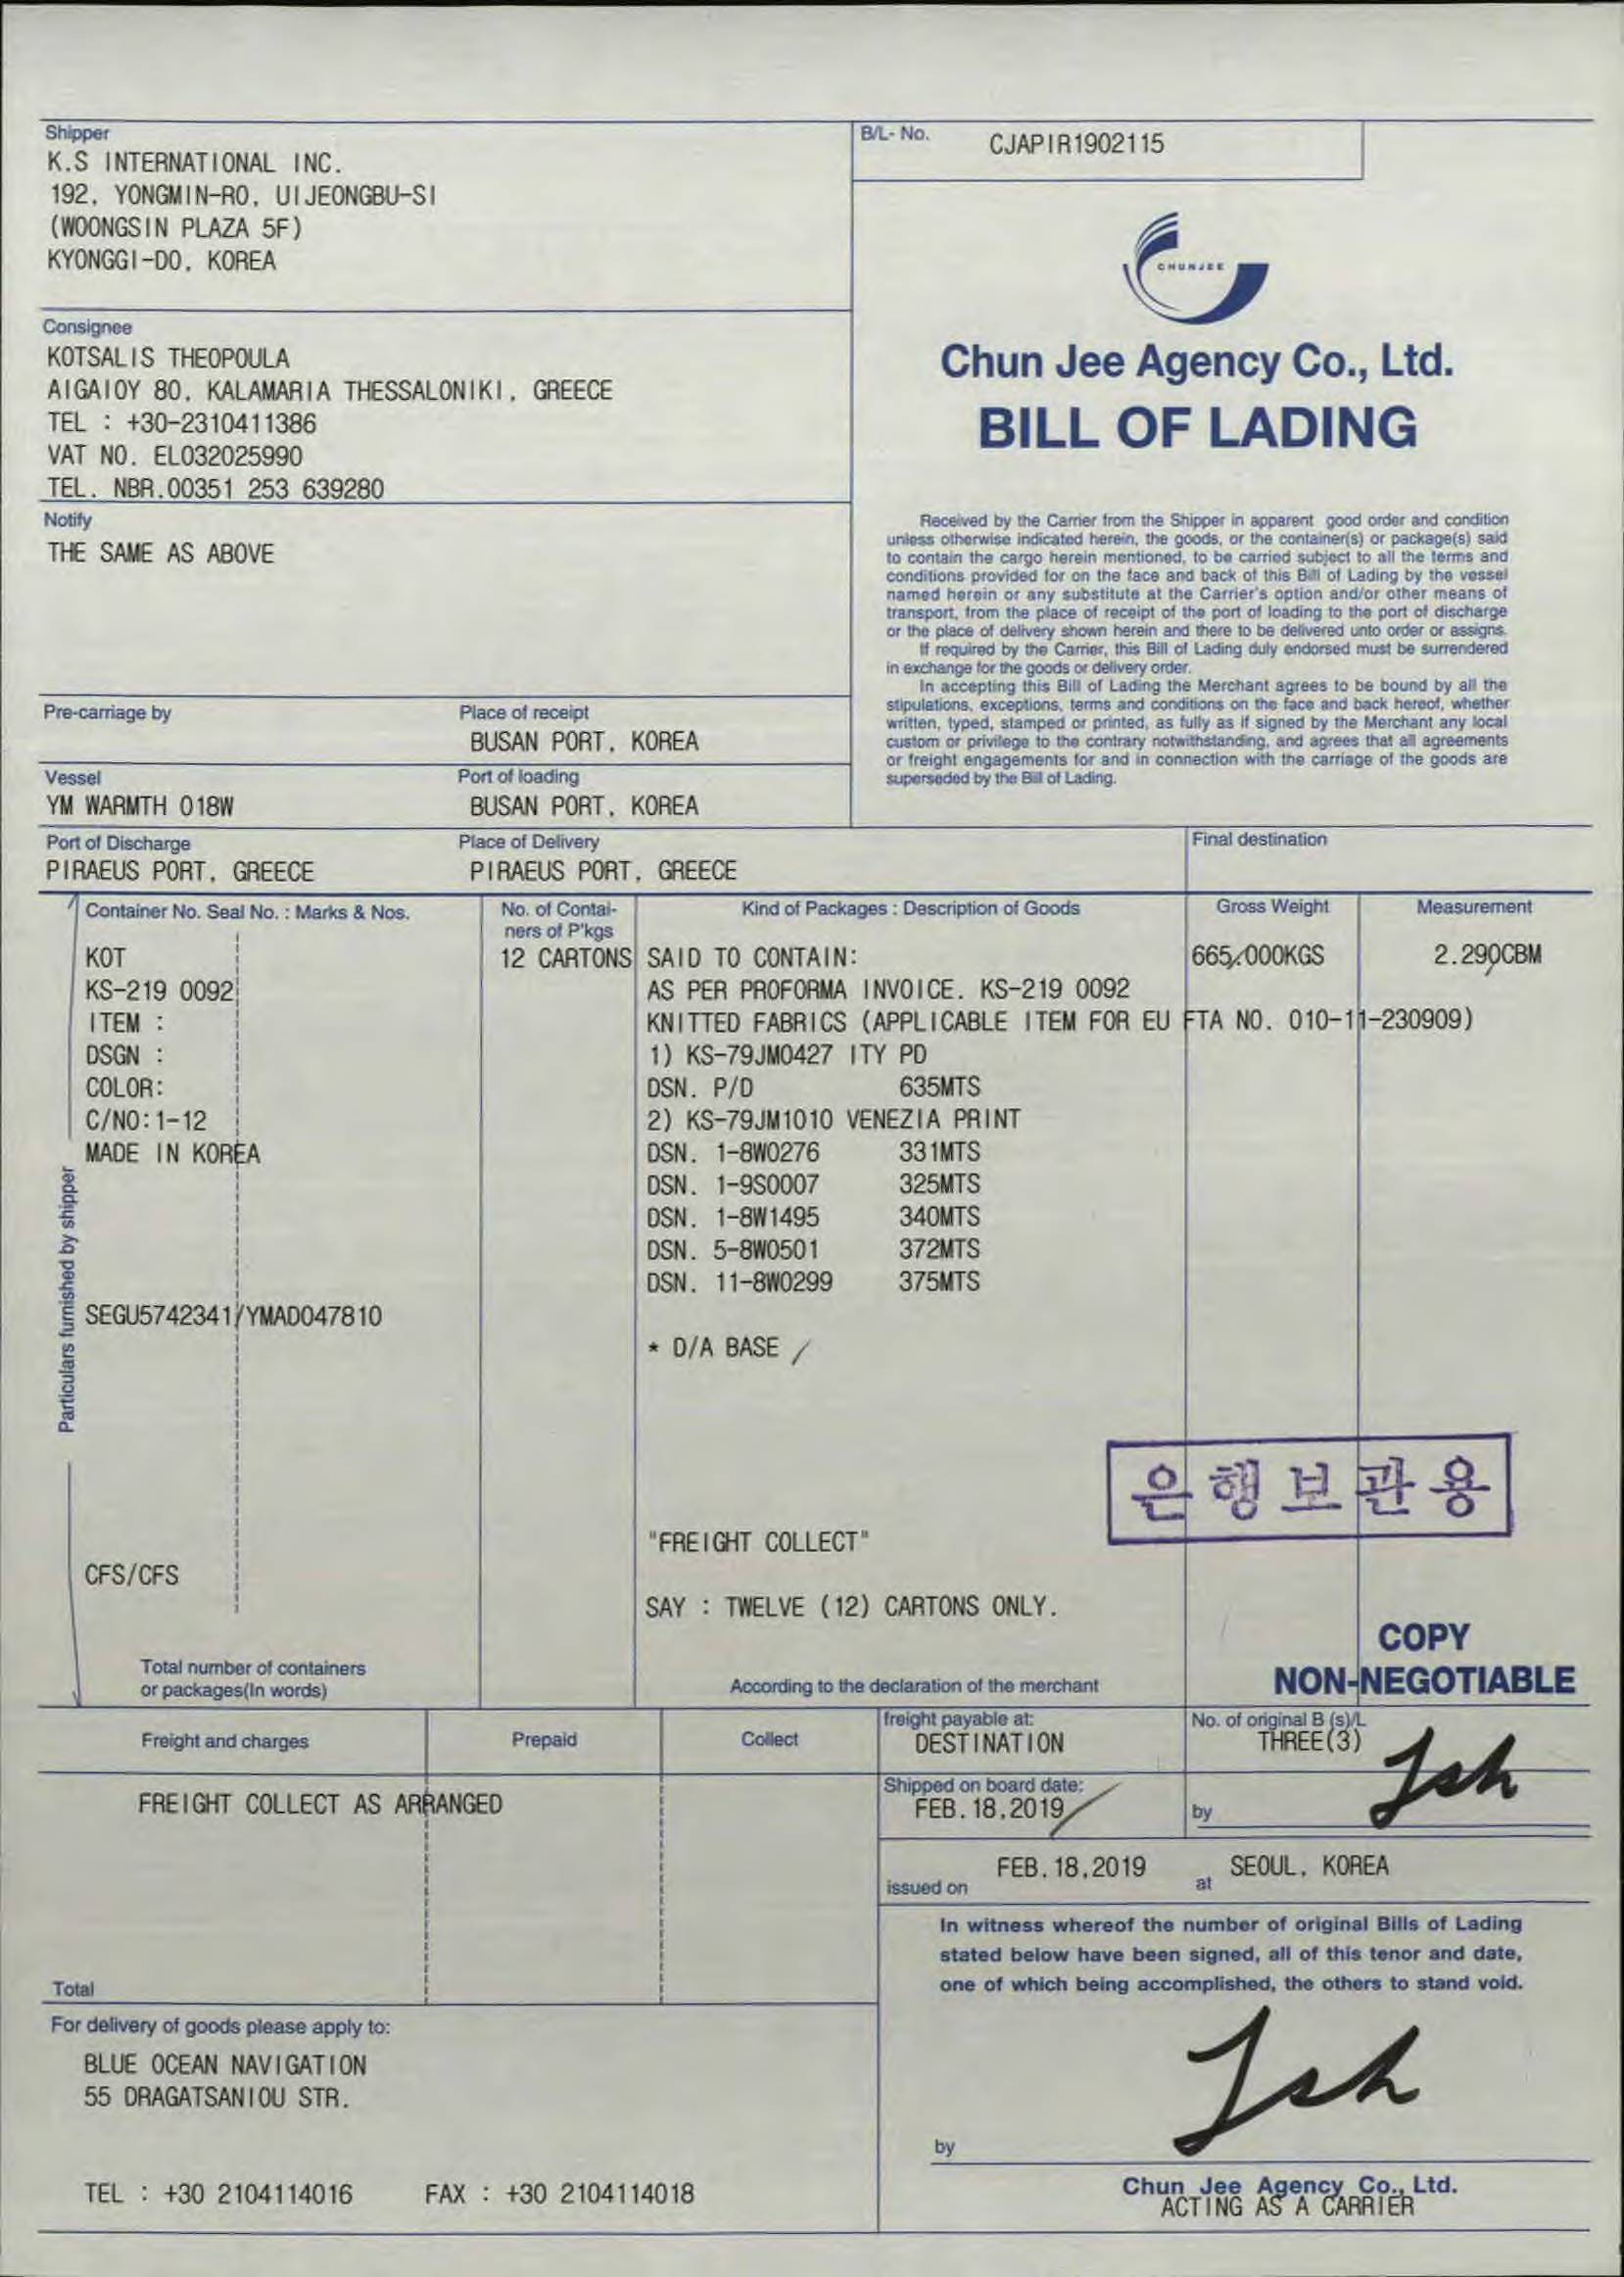 Shipper
K.S INTERNATIONAL INC.
192, YONGMIN-RO, UIJEONGBU-SI
(WOONGSIN PLAZA 5F)
KYONGGI-DO, KOREA
B/L- No. CJAPIR1902115
Consignee
KOTSALIS THEOPOULA
AIGAIOY 80, KALAMARIA THESSALONIKI, GREECE
TEL : +30-2310411386
VAT NO. EL032025990
TEL. NBR.00351 253 639280
CHUNJEE
Chun Jee Agency Co., Ltd.
BILL OF LADING
Notify
THE SAME AS ABOVE
Received by the Carrier from the Shipper in apparent good order and condition
unless otherwise indicated herein, the goods, or the container(s) or package(s) said
to contain the cargo herein mentioned, to be carried subject to all the terms and
conditions provided for on the face and back of this Bill of Lading by the vessel
named herein or any substitute at the Carrier's option and/or other means of
transport, from the place of receipt of the port of loading to the port of discharge
or the place of delivery shown herein and there to be delivered unto order or assigns.
If required by the Carrier, this Bill of Lading duly endorsed must be surrendered
in exchange for the goods or delivery order.
In accepting this Bill of Lading the Merchant agrees to be bound by all the
stipulations, exceptions, terms and conditions on the face and back hereof, whether
written, typed, stamped or printed, as fully as if signed by the Merchant any local
custom or privilege to the contrary notwithstanding, and agrees that all agreements
or freight engagements for and in connection with the carriage of the goods are
superseded by the Bill of Lading.
Pre-carriage by Place of receipt
BUSAN PORT, KOREA
Vessel Port of loading
YM WARMTH 018W BUSAN PORT, KOREA
Port of Discharge Place of Delivery Final destination
PIRAEUS PORT, GREECE PIRAEUS PORT, GREECE
Container No. Seal No. : Marks & Nos. No. of Contai- Kind of Packages : Description of Goods Gross Weight Measurement
ners of P'kgs
KOT 12 CARTONS SAID TO CONTAIN: 665,000KGS 2.290CBM
KS-219 0092 AS PER PROFORMA INVOICE. KS-219 0092
ITEM : KNITTED FABRICS (APPLICABLE ITEM FOR EU FTA NO. 010-11-230909)
DSGN : 1) KS-79JM0427 ITY PD
COLOR: DSN. P/D 635MTS
C/NO:1-12 2) KS-79JM1010 VENEZIA PRINT
MADE IN KOREA DSN. 1-8W0276 331MTS
DSN. 1-9S0007 325MTS
DSN. 1-8W1495 340MTS
DSN. 5-8W0501 372MTS
DSN. 11-8W0299 375MTS
SEGU5742341/YMAD047810
* D/A BASE
Particulars furnished by shipper
은행보관용
"FREIGHT COLLECT"
CFS/CFS
SAY : TWELVE (12) CARTONS ONLY.
COPY
NON-NEGOTIABLE
Total number of containers
or packages(In words) According to the declaration of the merchant
Freight and charges Prepaid Collect
freight payable at:
DESTINATION
No. of original B (s)/L
THREE(3)
FREIGHT COLLECT AS ARRANGED
Shipped on board date:
FEB.18,2019
by
issued on FEB.18,2019 at SEOUL, KOREA
In witness whereof the number of original Bills of Lading
stated below have been signed, all of this tenor and date,
one of which being accomplished, the others to stand void.
Total
For delivery of goods please apply to:
BLUE OCEAN NAVIGATION
55 DRAGATSANIOU STR.
TEL : +30 2104114016 FAX : +30 2104114018
by
Chun Jee Agency Co., Ltd.
ACTING AS A CARRIER